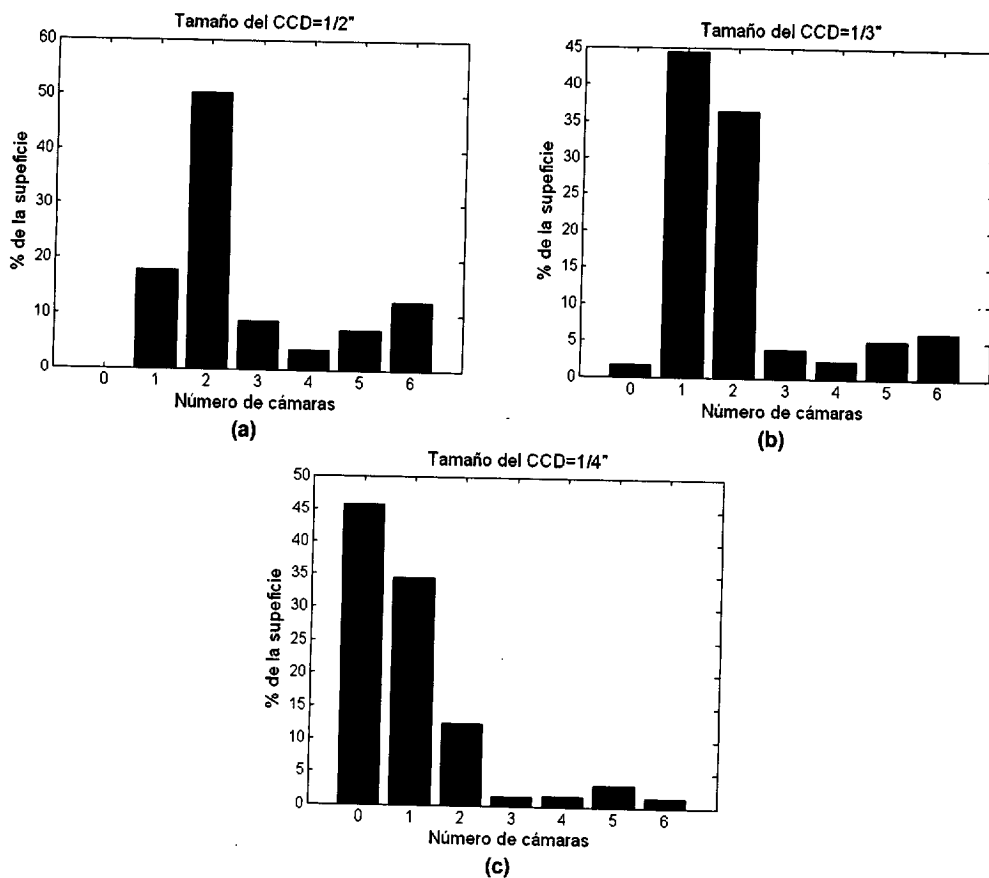 Tamaño del CCD=1/2"
60
50
40
30
20
10
0
% de la supeficie
0 1 2 3 4 5 6
Número de cámaras
(a)
Tamaño del CCD=1/3"
45
40
35
30
25
20
15
10
5
0
% de la supeficie
0 1 2 3 4 5 6
Número de cámaras
(b)
Tamaño del CCD=1/4"
50
45
40
35
30
25
20
15
10
5
0
% de la supeficie
0 1 2 3 4 5 6
Número de cámaras
(c)